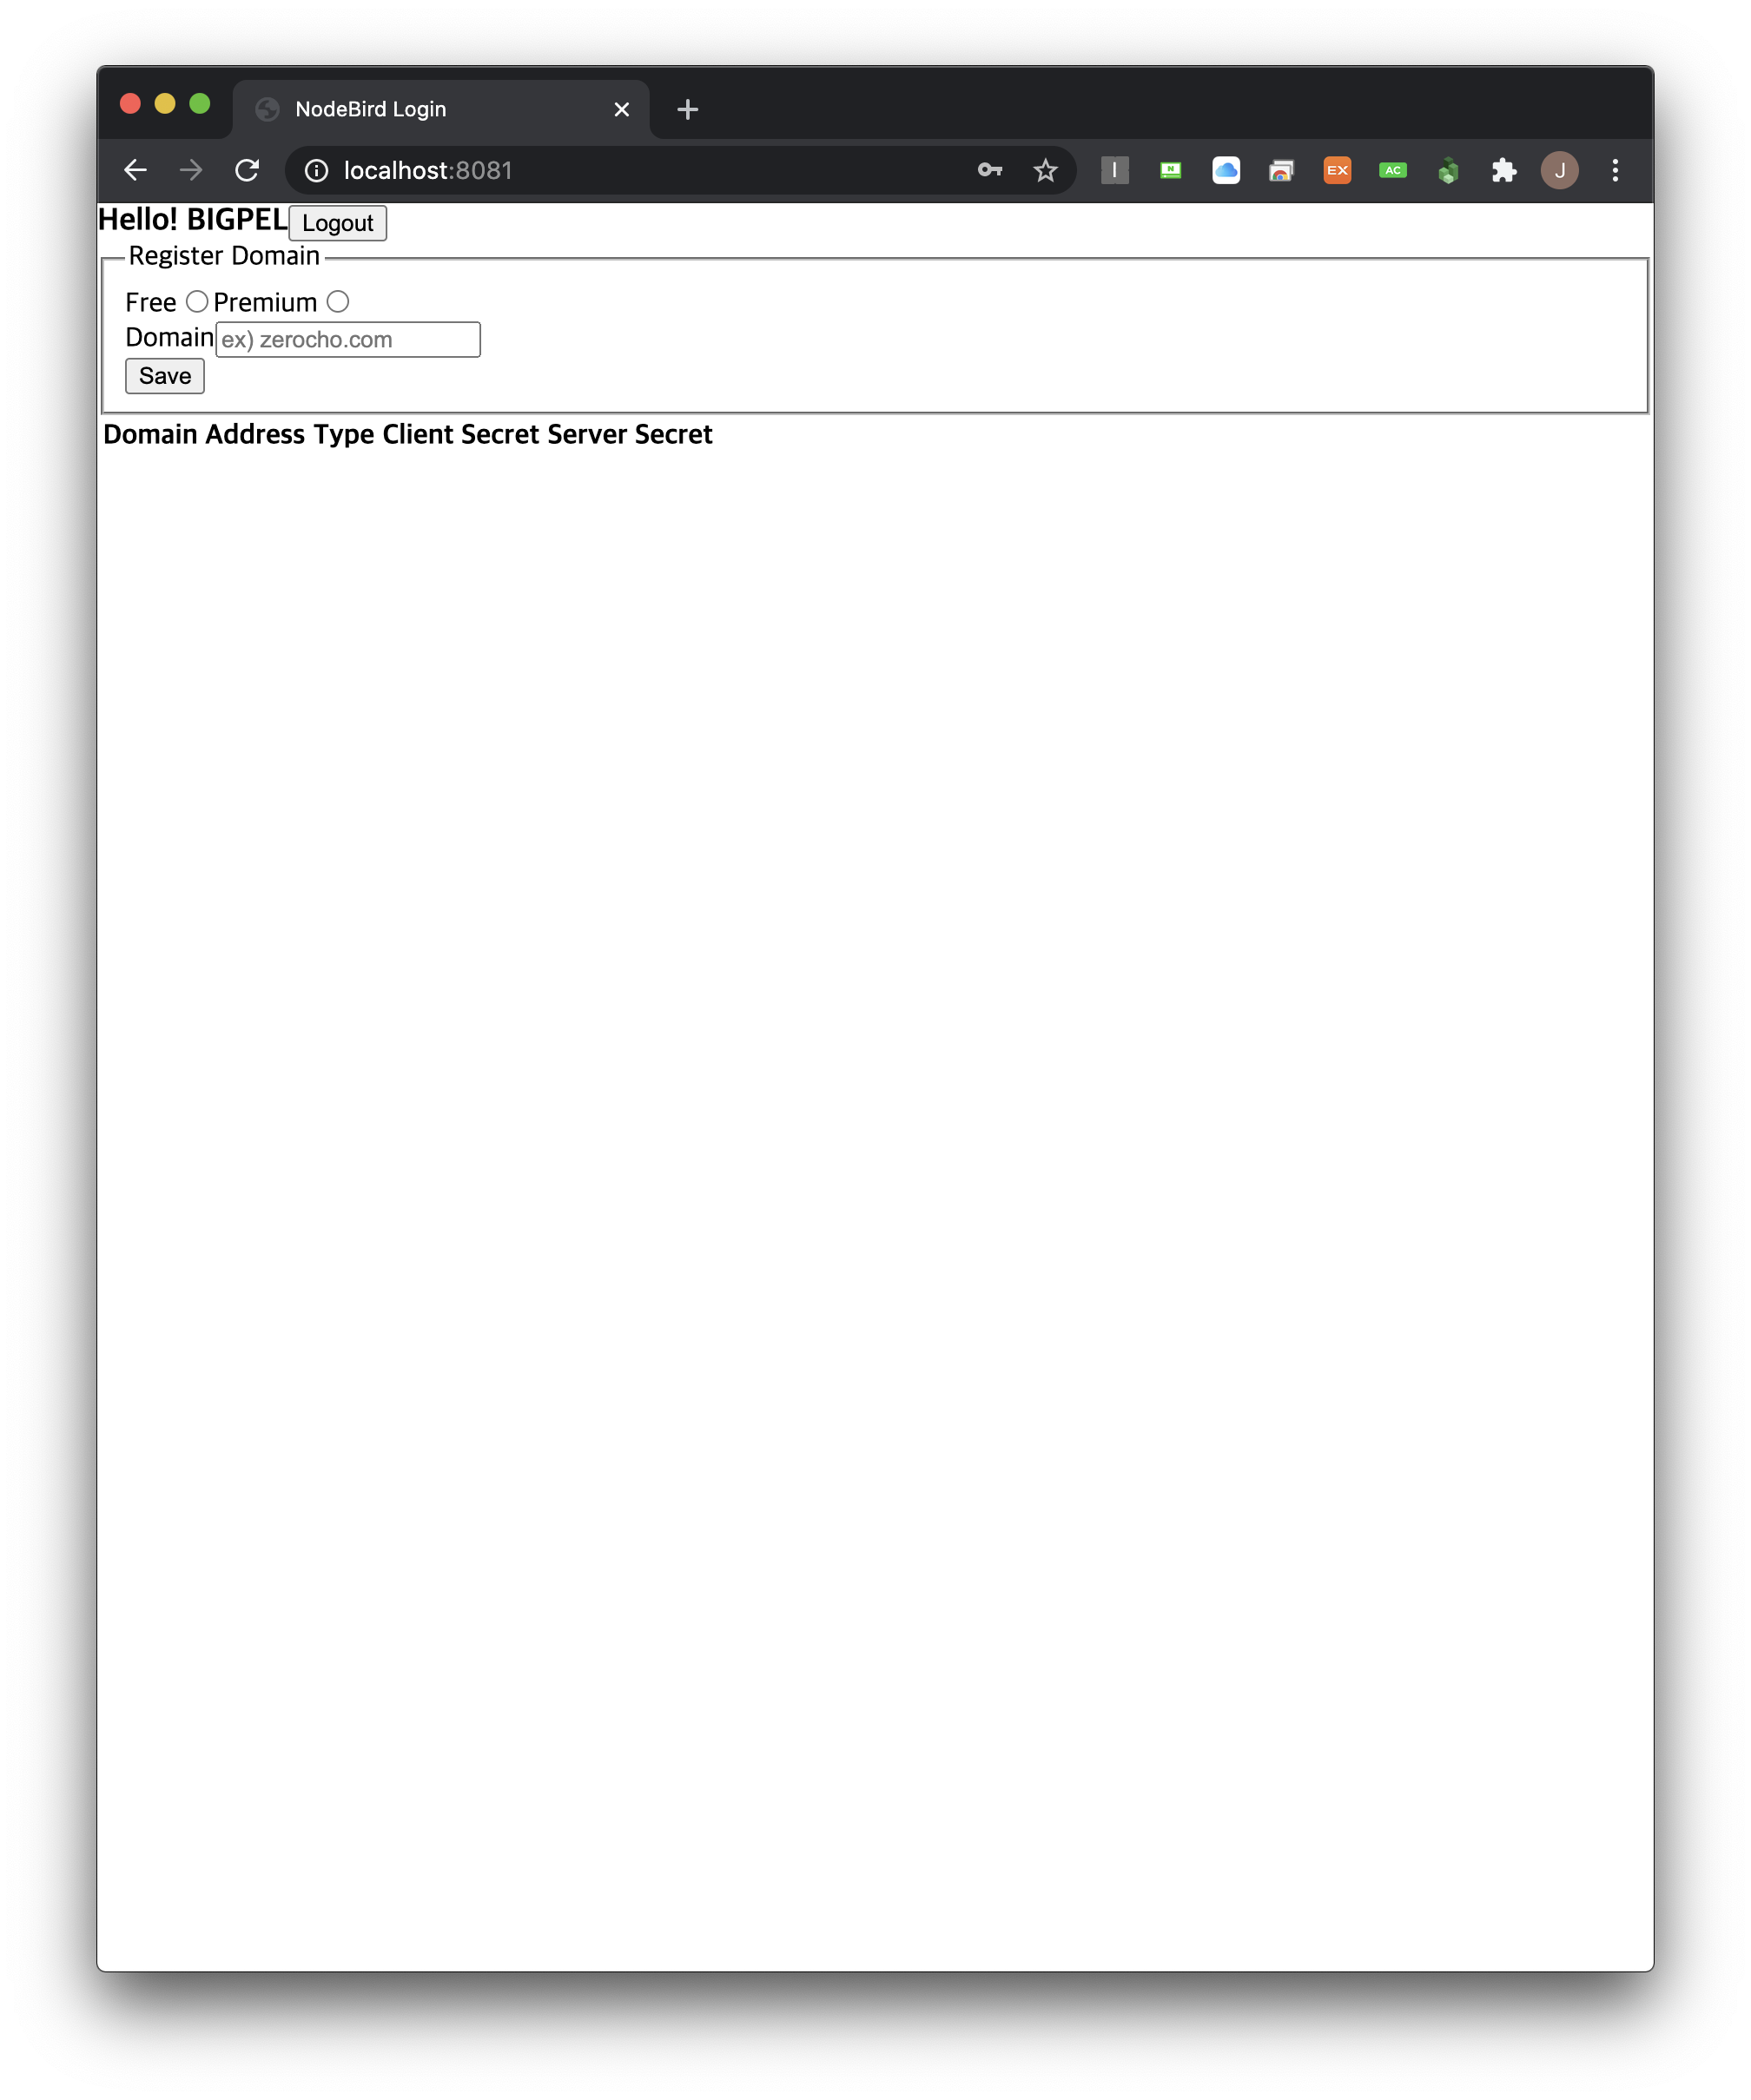 NodeBird Login
localhost:8081
N
EX
AC
J
Hello! BIGPEL Logout
Register Domain
Free Premium
Domain ex) zerocho.com
Save
Domain Address Type Client Secret Server Secret